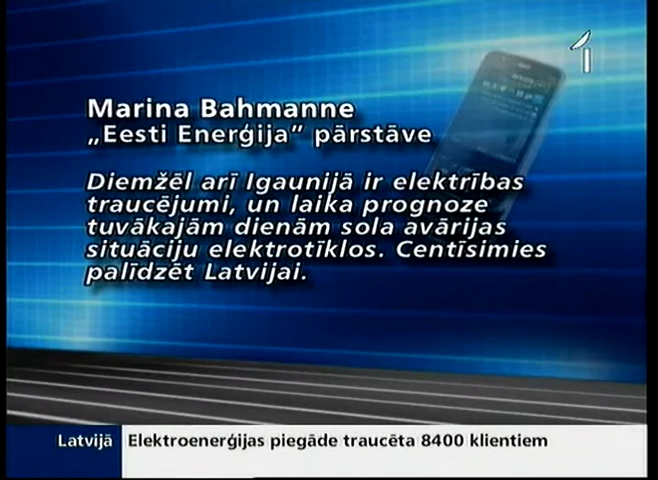 1
Marina Bahmanne
„Eesti Enerģija” pārstāve
Diemžēl arī Igaunijā ir elektrības
traucējumi, un laika prognoze
tuvākajām dienām sola avārijas
situāciju elektrotīklos. Centīsimies
palīdzēt Latvijai.
Latvijā
Elektroenerģijas piegāde traucēta 8400 klientiem